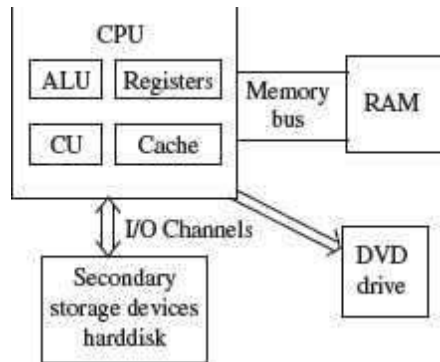 CPU
ALU
Registers
CU
Cache
Memory
bus
RAM
I/O Channels
Secondary
storage devices
harddisk
DVD
drive